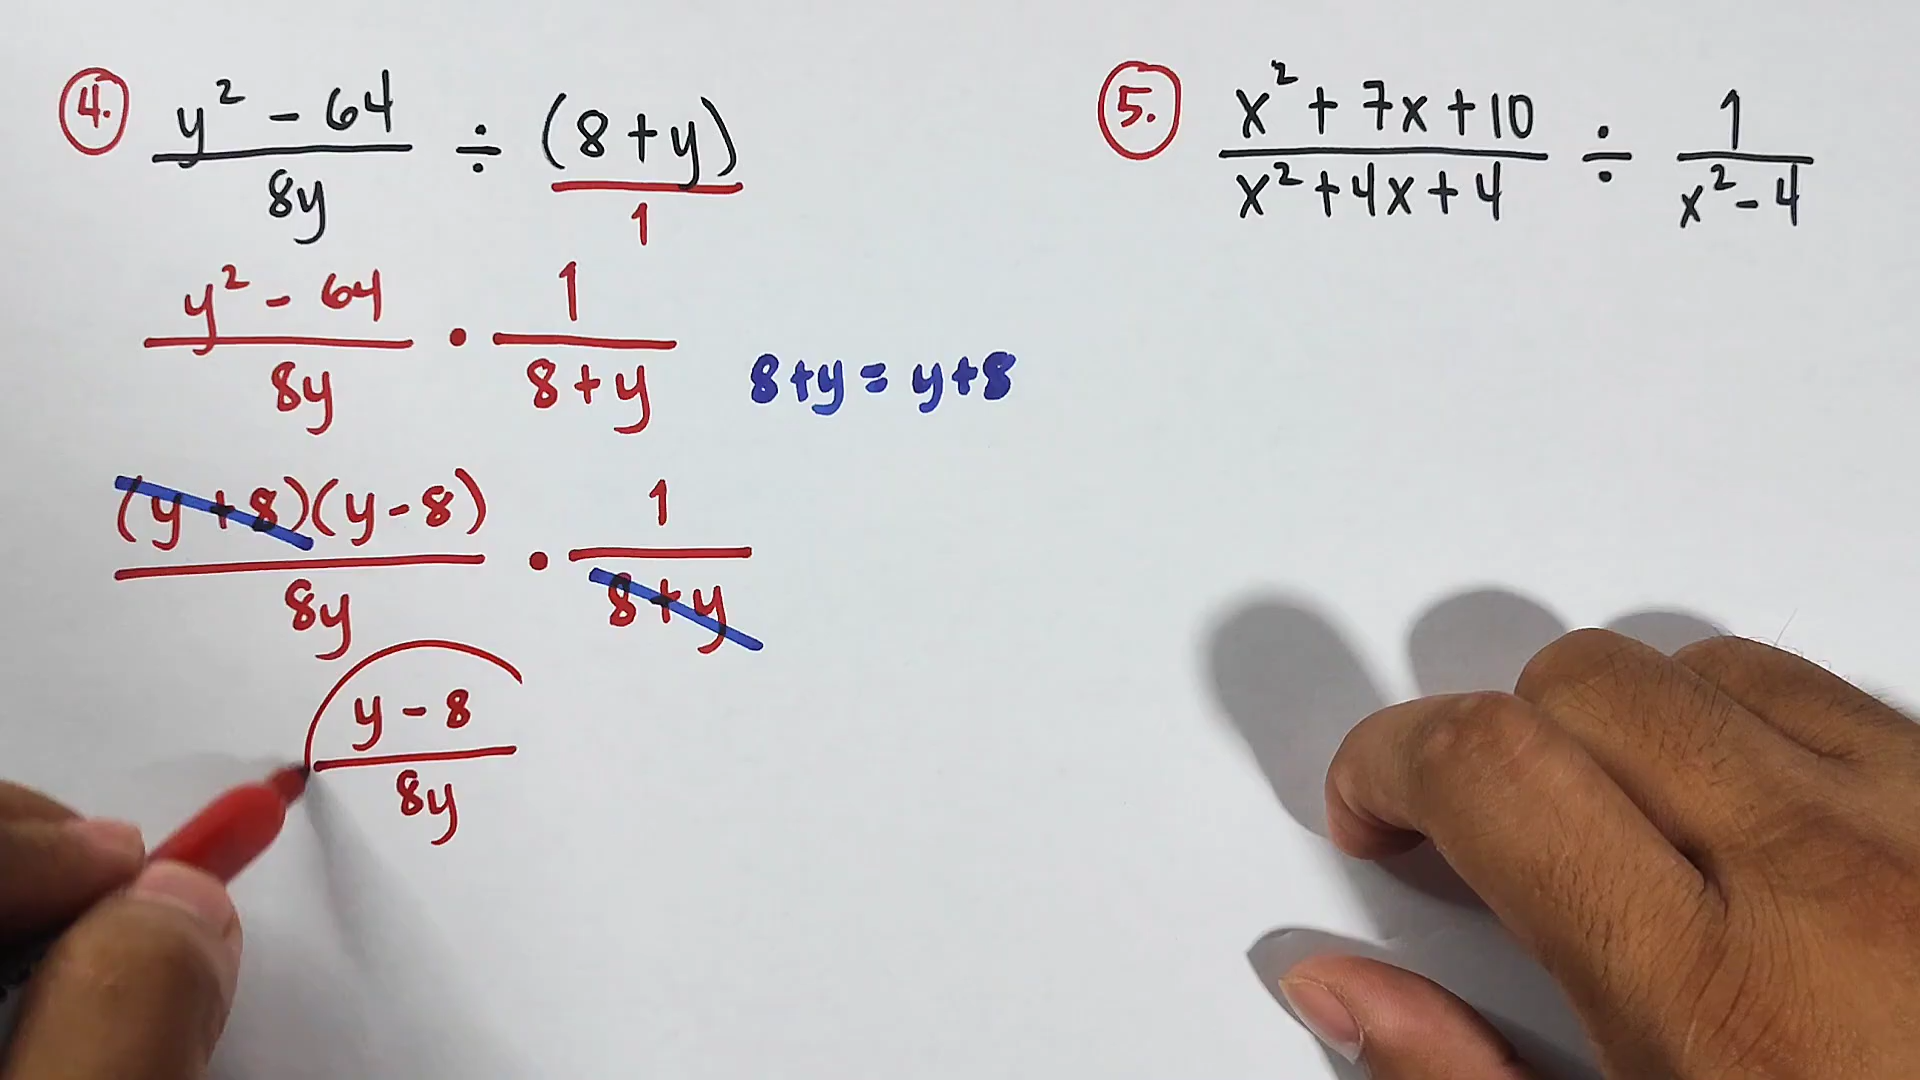 4. y² - 64 / 8y ÷ (8 + y) / 1
y² - 64 / 8y · 1 / 8 + y
8 + y = y + 8
(y + 8)(y - 8) / 8y · 1 / 8 + y
y - 8 / 8y
5. x² + 7x + 10 / x² + 4x + 4 ÷ 1 / x² - 4